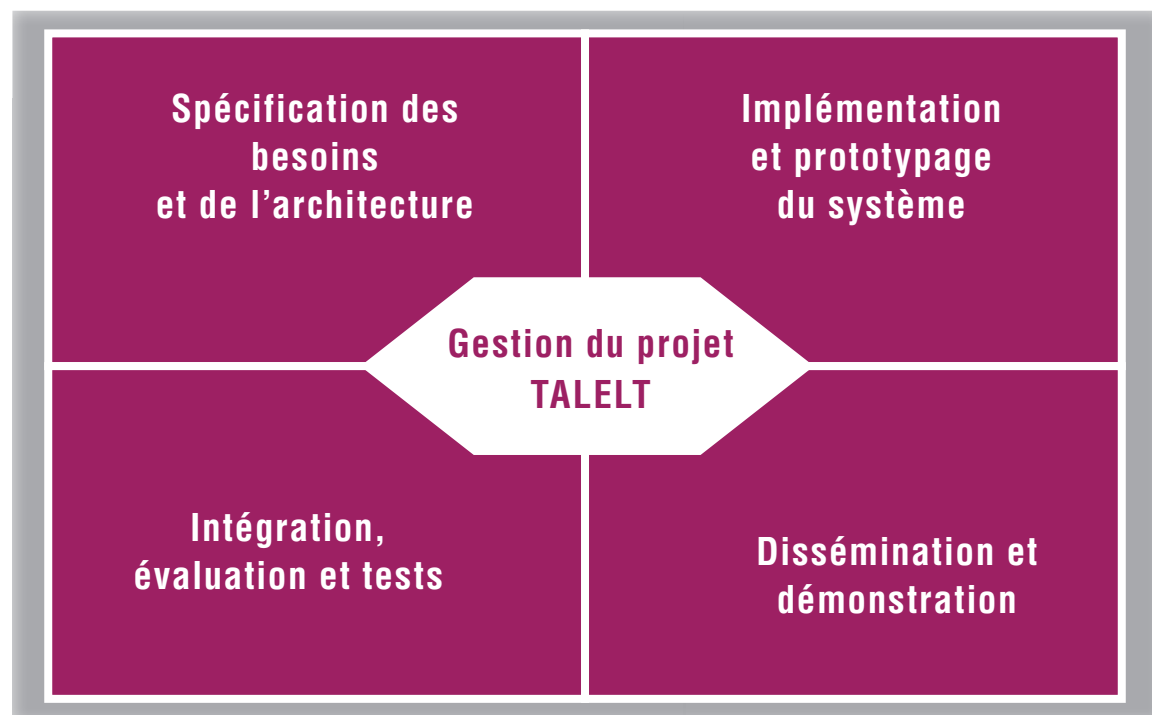 Spécification des
besoins
et de l’architecture
Implémentation
et prototypage
du système
Gestion du projet
TALELT
Intégration,
évaluation et tests
Dissémination et
démonstration